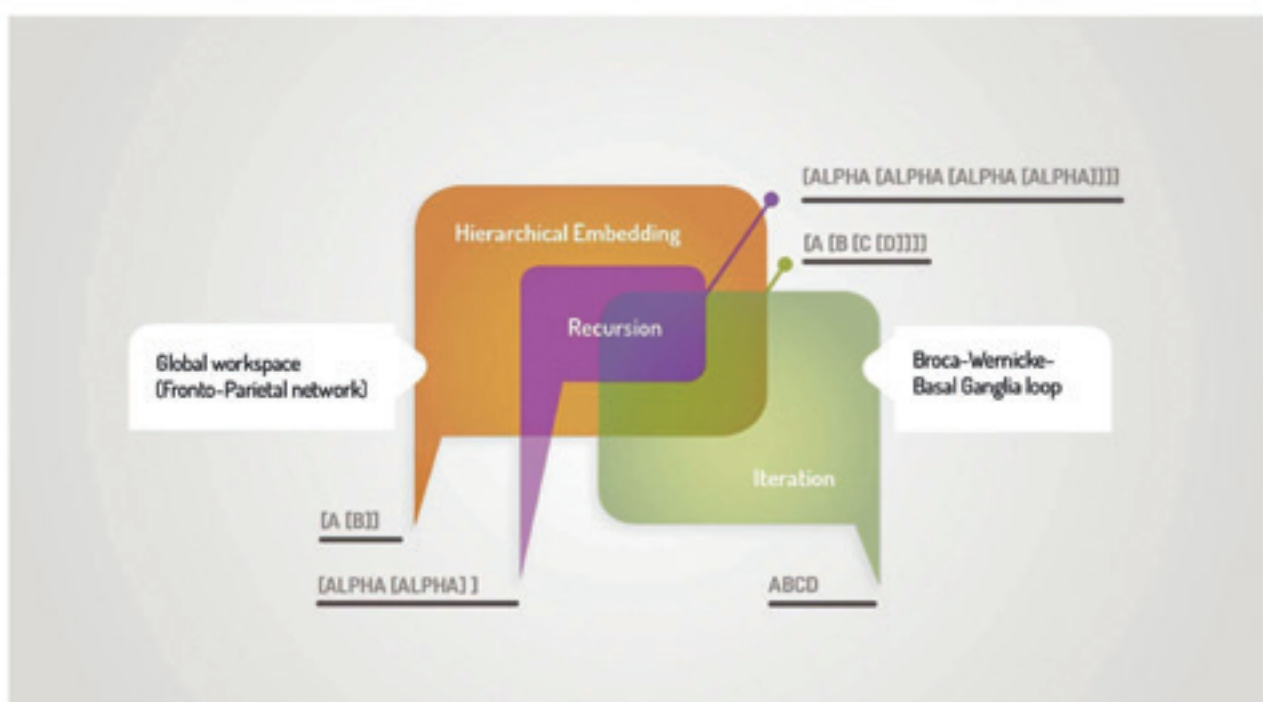 [ALPHA [ALPHA [ALPHA [ALPHA]]]]
Hierarchical Embedding
[A [B [C [D]]]]
Recursion
Global workspace
(Fronto-Parietal network)
Broca-Wernicke-
Basal Ganglia loop
Iteration
[A [B]]
[ALPHA [ALPHA] ]
ABCD